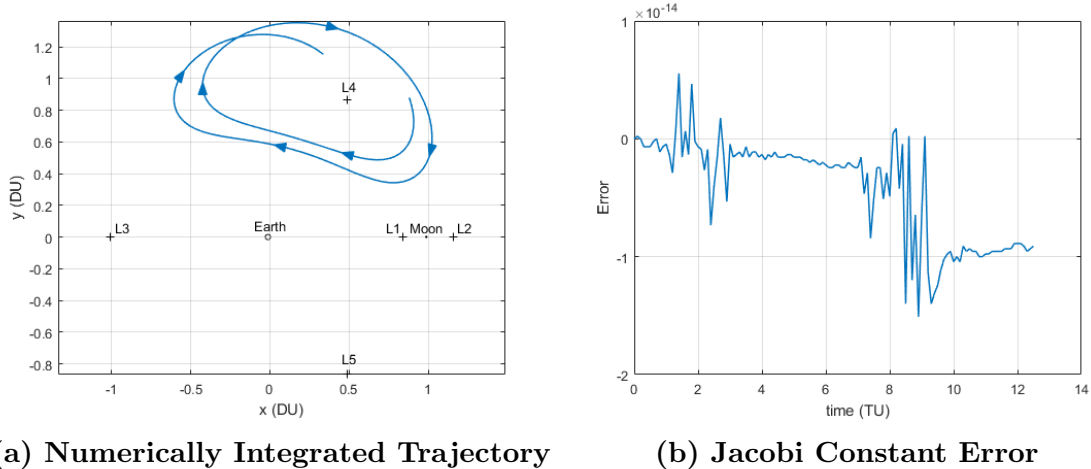 1.2
1
0.8
0.6
0.4
0.2
0
-0.2
-0.4
-0.6
-0.8
y (DU)
L4
Earth
L3
L1 Moon L2
L5
-1 -0.5 0 0.5 1
x (DU)
×10⁻¹⁴
1
0
-1
-2
Error
0 2 4 6 8 10 12 14
time (TU)
a) Numerically Integrated Trajectory
(b) Jacobi Constant Error